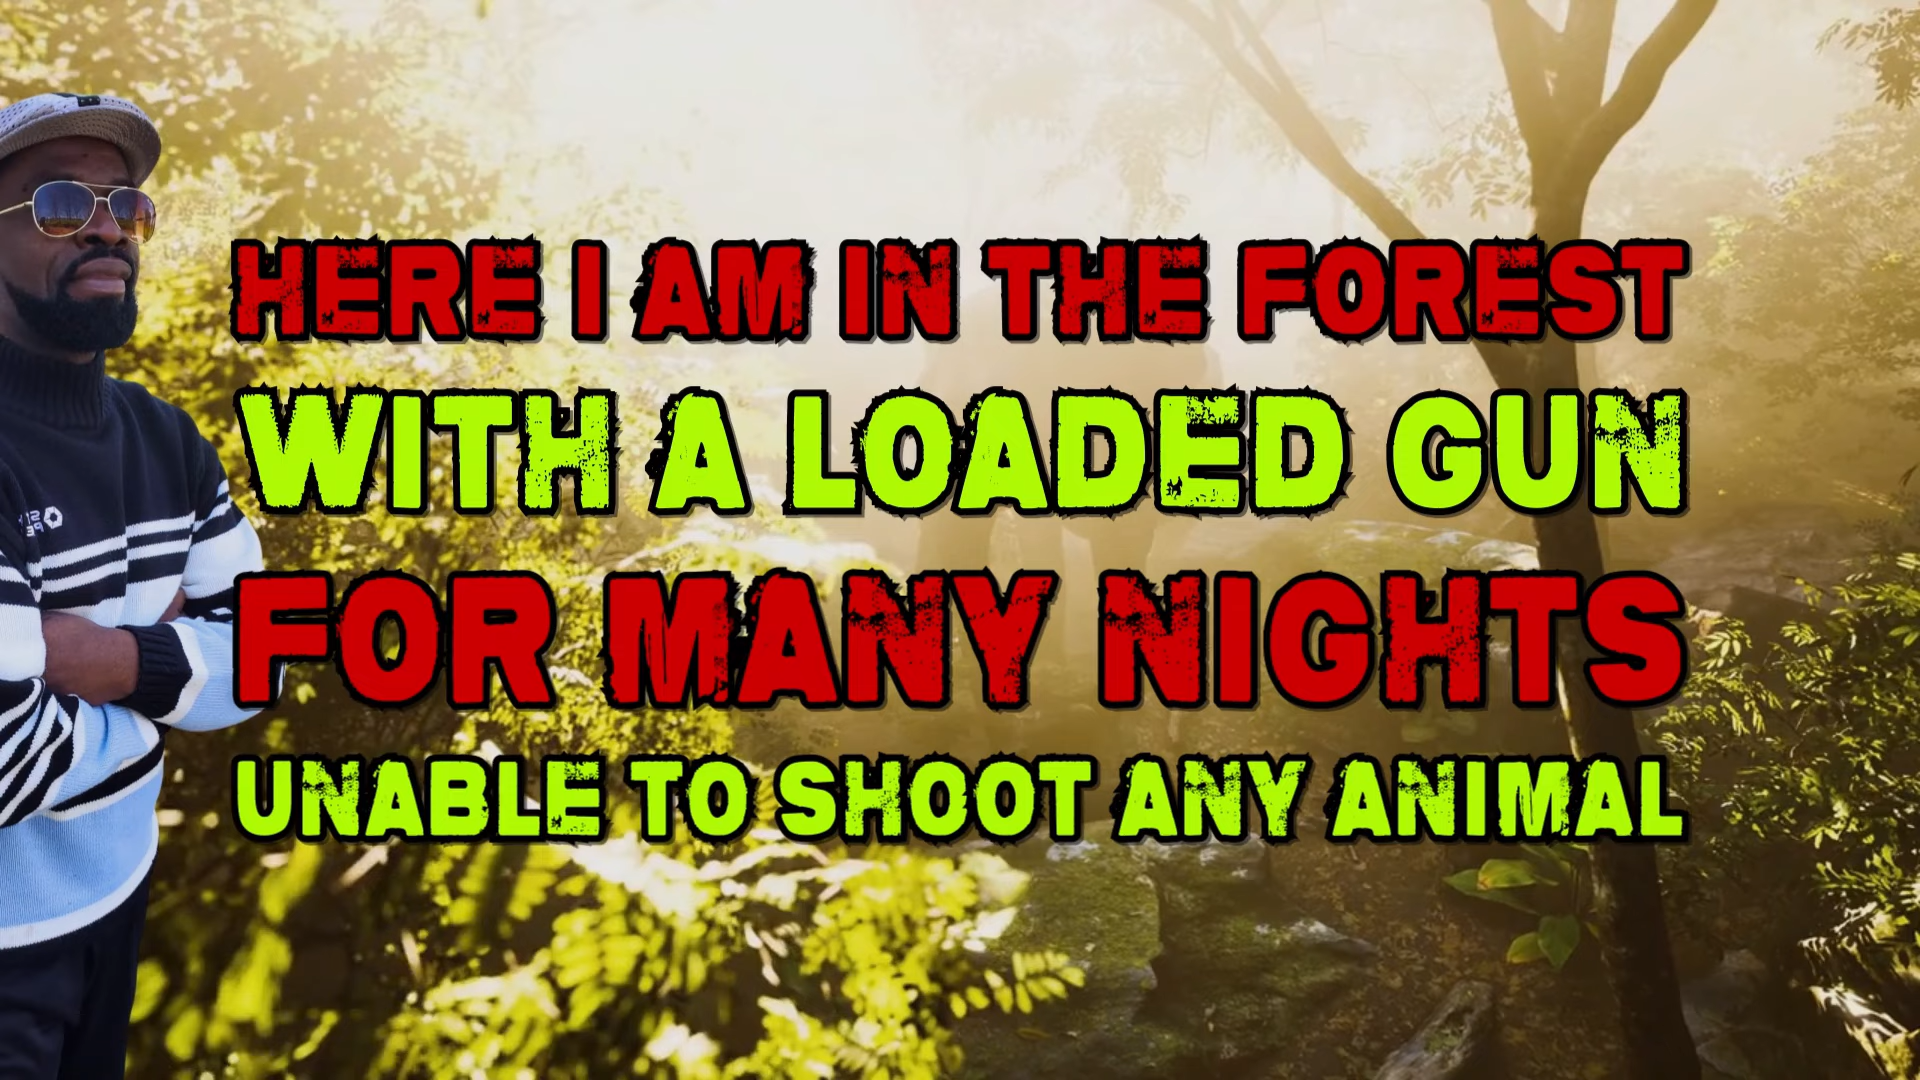 HERE I AM IN THE FOREST
WITH A LOADED GUN
FOR MANY NIGHTS
UNABLE TO SHOOT ANY ANIMAL